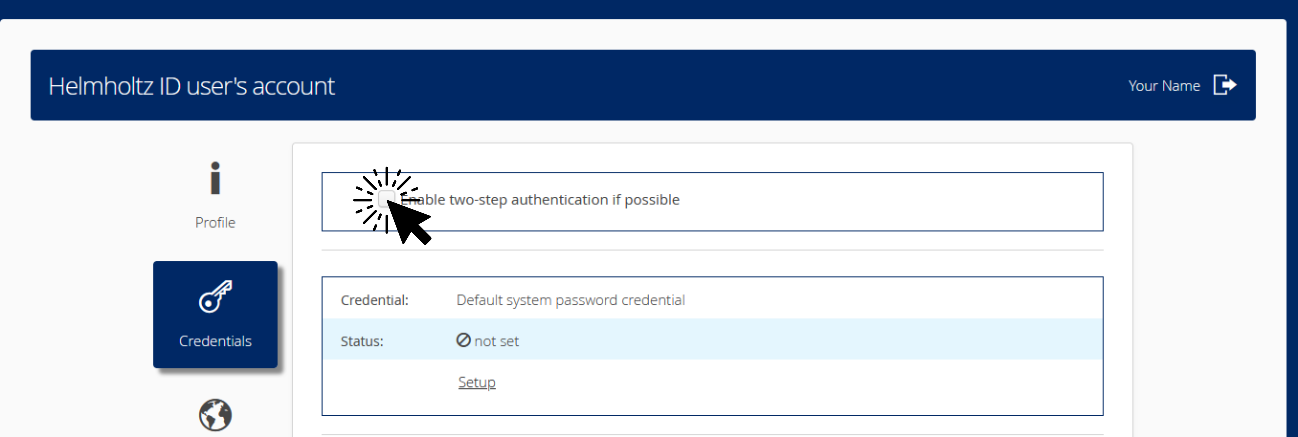 Helmholtz ID user's account
Your Name
Profile
Enable two-step authentication if possible
Credentials
Credential: Default system password credential
Status: not set
Setup